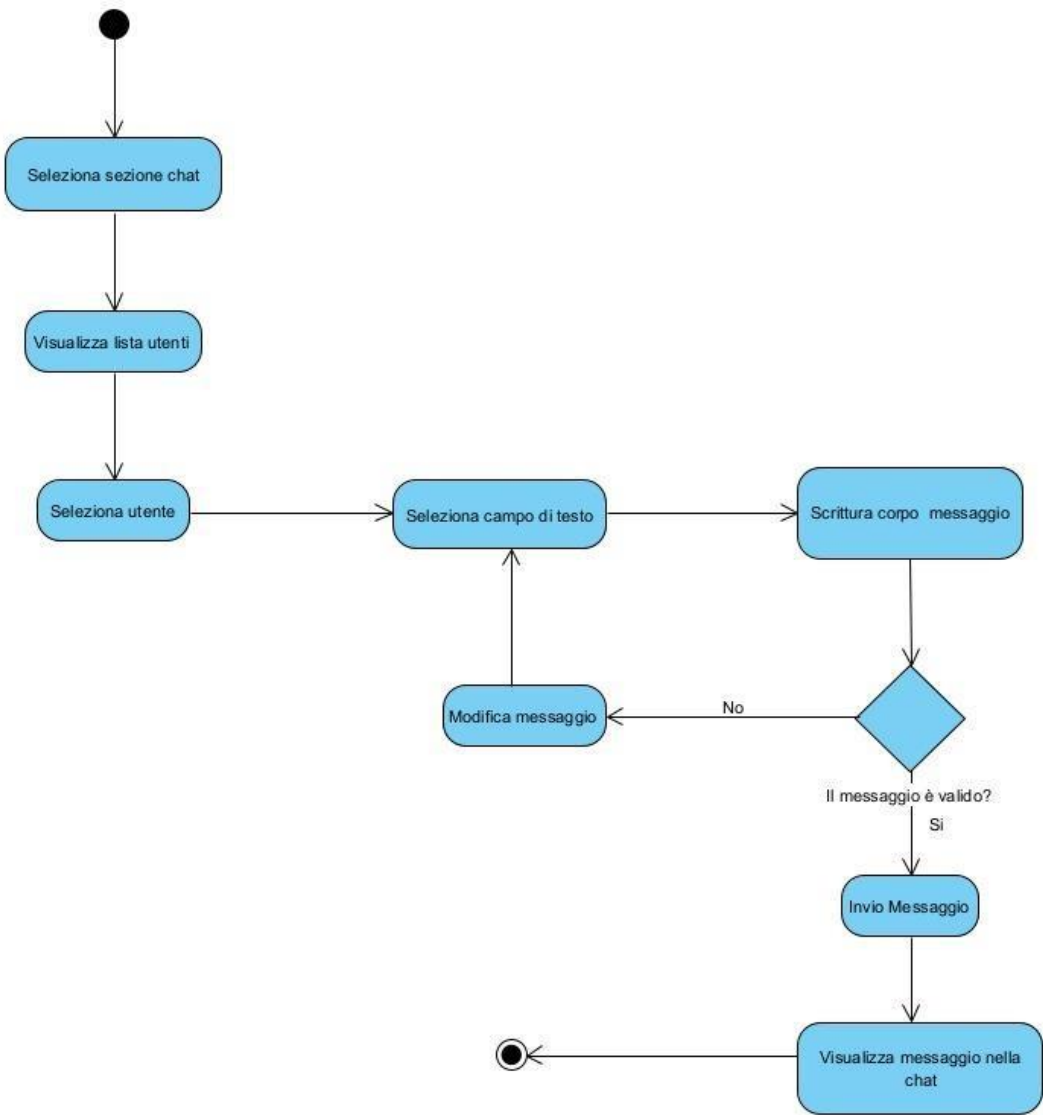 Seleziona sezione chat
Visualizza lista utenti
Seleziona utente
Seleziona campo di testo
Scrittura corpo messaggio
Modifica messaggio
No
Il messaggio è valido?
Si
Invio Messaggio
Visualizza messaggio nella
chat